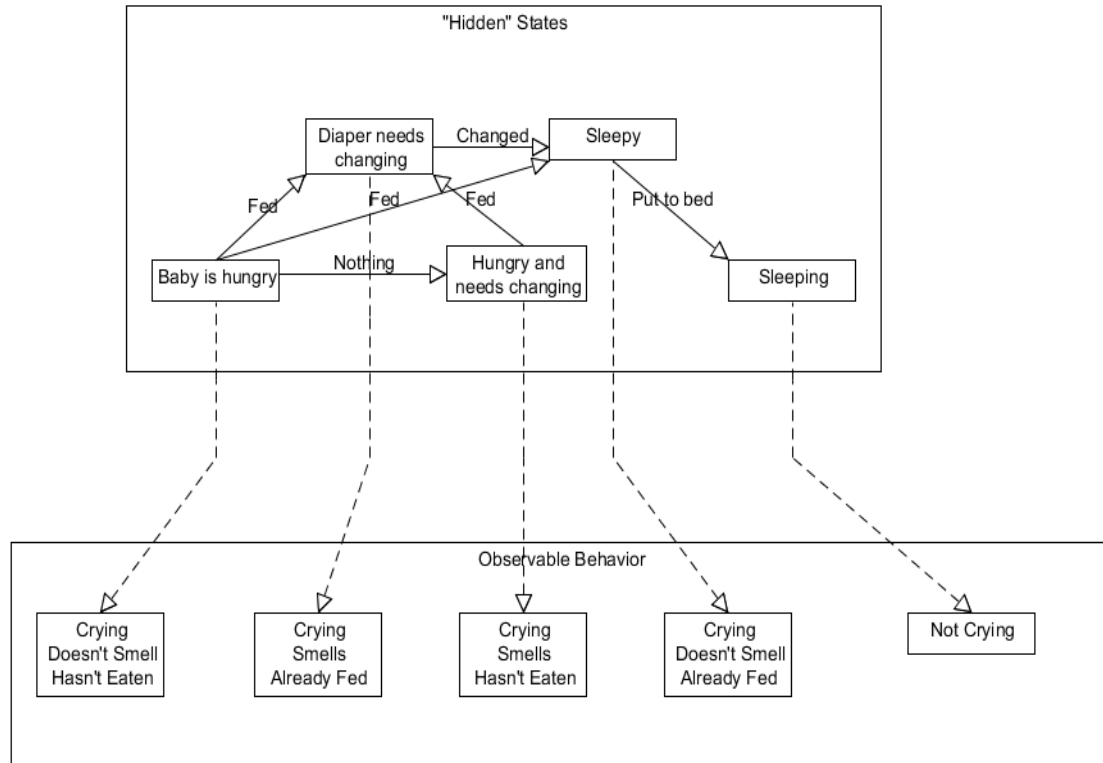 "Hidden" States
Diaper needs
changing
Changed
Sleepy
Fed
Fed
Fed
Put to bed
Baby is hungry
Nothing
Hungry and
needs changing
Sleeping
Observable Behavior
Crying
Doesn't Smell
Hasn't Eaten
Crying
Smells
Already Fed
Crying
Smells
Hasn't Eaten
Crying
Doesn't Smell
Already Fed
Not Crying